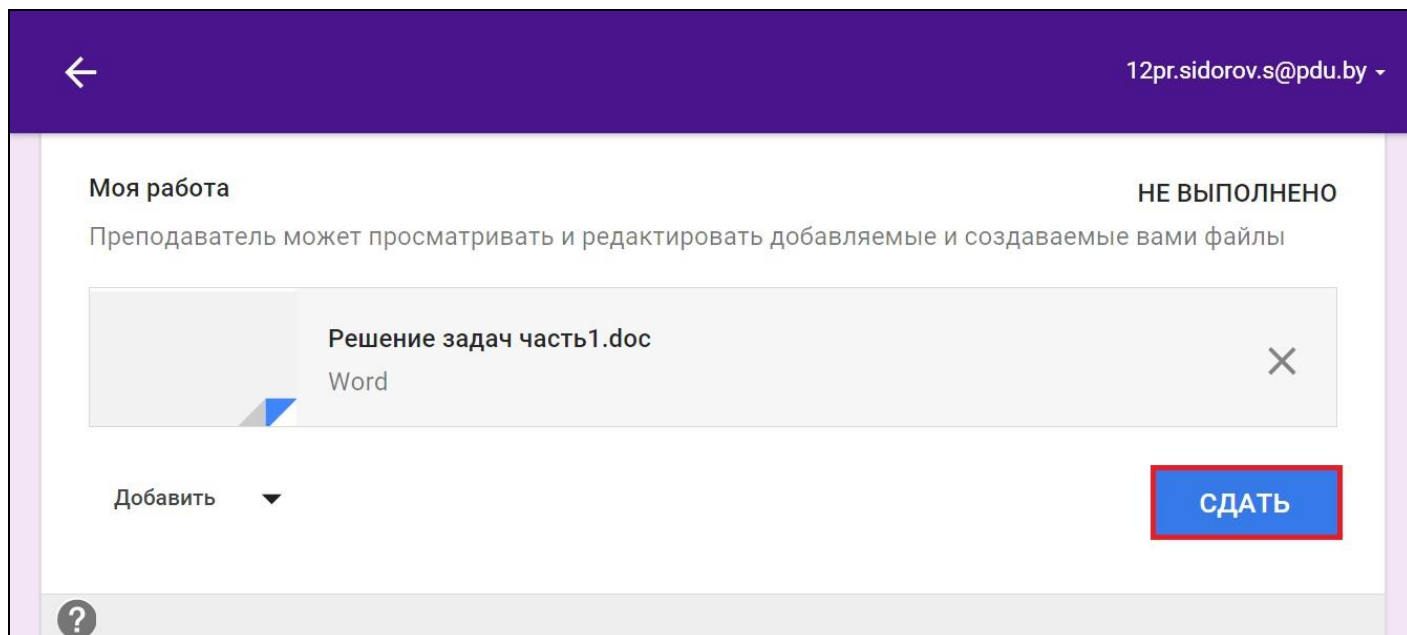 12pr.sidorov.s@pdu.by
Моя работа
НЕ ВЫПОЛНЕНО
Преподаватель может просматривать и редактировать добавляемые и создаваемые вами файлы
Решение задач часть1.doc
Word
Добавить
СДАТЬ
?